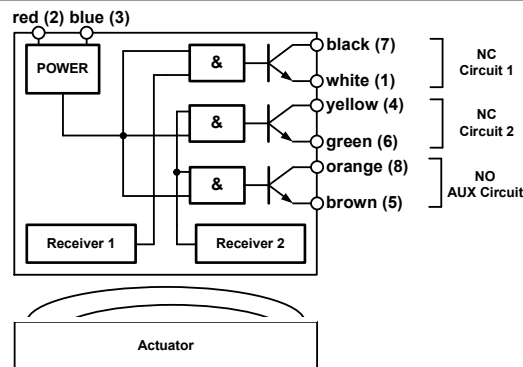 red (2) blue (3)
POWER
&
black (7)
white (1)
NC
Circuit 1
&
yellow (4)
green (6)
NC
Circuit 2
&
orange (8)
brown (5)
NO
AUX Circuit
Receiver 1
Receiver 2
Actuator